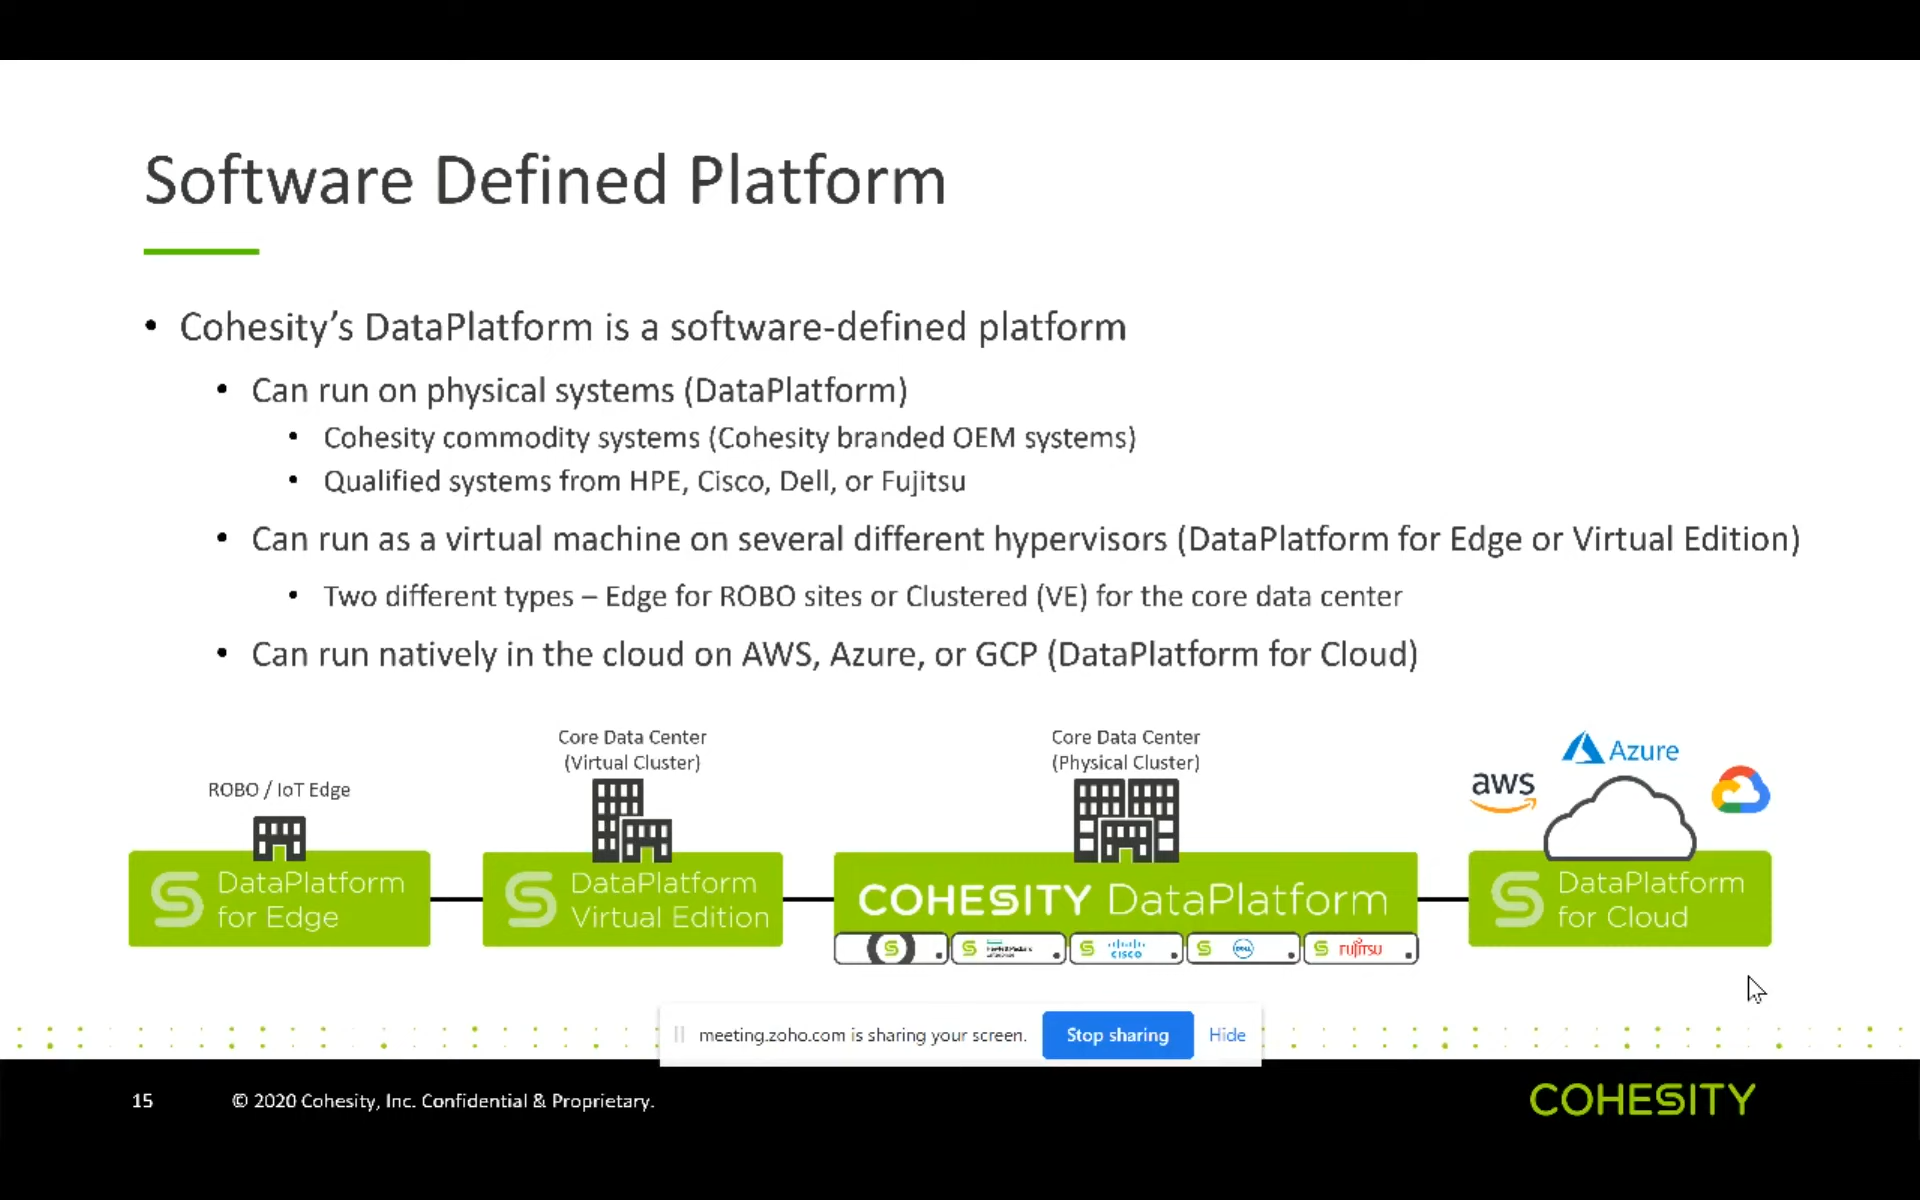 Software Defined Platform
• Cohesity’s DataPlatform is a software-defined platform
• Can run on physical systems (DataPlatform)
• Cohesity commodity systems (Cohesity branded OEM systems)
• Qualified systems from HPE, Cisco, Dell, or Fujitsu
• Can run as a virtual machine on several different hypervisors (DataPlatform for Edge or Virtual Edition)
• Two different types – Edge for ROBO sites or Clustered (VE) for the core data center
• Can run natively in the cloud on AWS, Azure, or GCP (DataPlatform for Cloud)
ROBO / IoT Edge
Core Data Center
(Virtual Cluster)
Core Data Center
(Physical Cluster)
aws
Azure
DataPlatform
for Edge
DataPlatform
Virtual Edition
COHESITY DataPlatform
DataPlatform
for Cloud
CISCO
DELL
FUJITSU
meeting.zoho.com is sharing your screen.
Stop sharing
Hide
15
© 2020 Cohesity, Inc. Confidential & Proprietary.
COHESITY